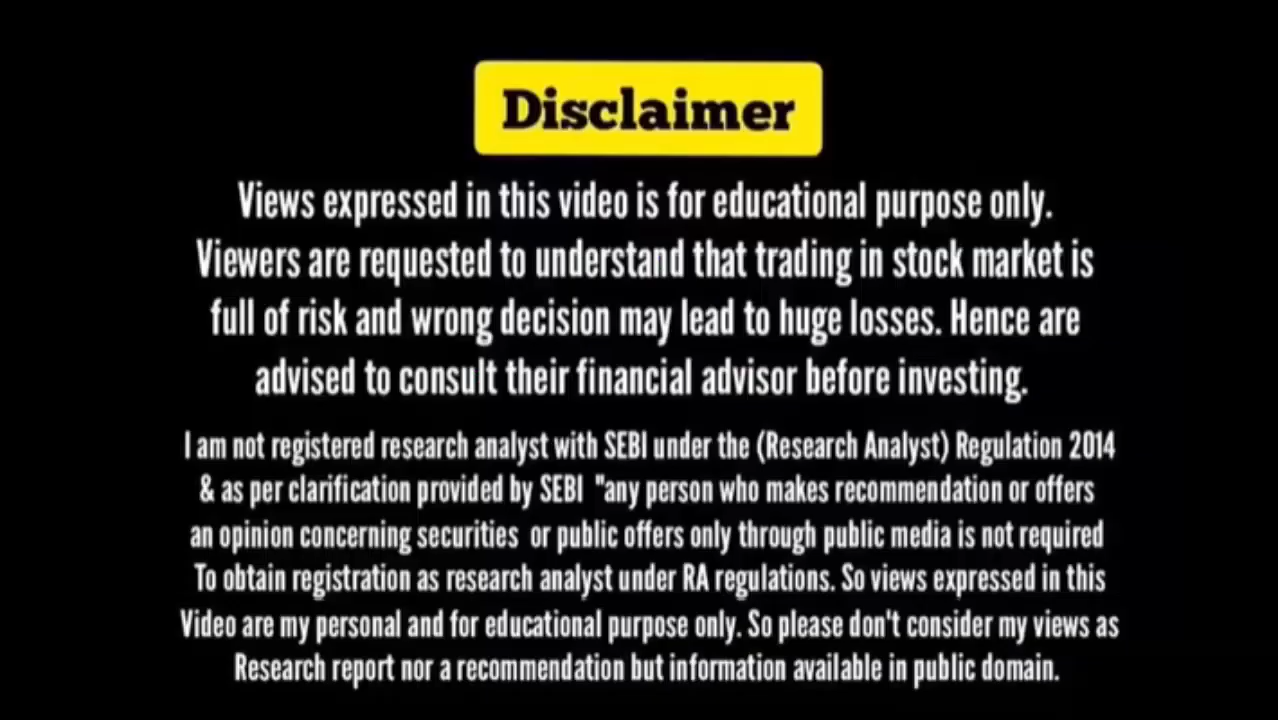 Disclaimer
Views expressed in this video is for educational purpose only.
Viewers are requested to understand that trading in stock market is
full of risk and wrong decision may lead to huge losses. Hence are
advised to consult their financial advisor before investing.
I am not registered research analyst with SEBI under the (Research Analyst) Regulation 2014
& as per clarification provided by SEBI "any person who makes recommendation or offers
an opinion concerning securities or public offers only through public media is not required
To obtain registration as research analyst under RA regulations. So views expressed in this
Video are my personal and for educational purpose only. So please don't consider my views as
Research report nor a recommendation but information available in public domain.